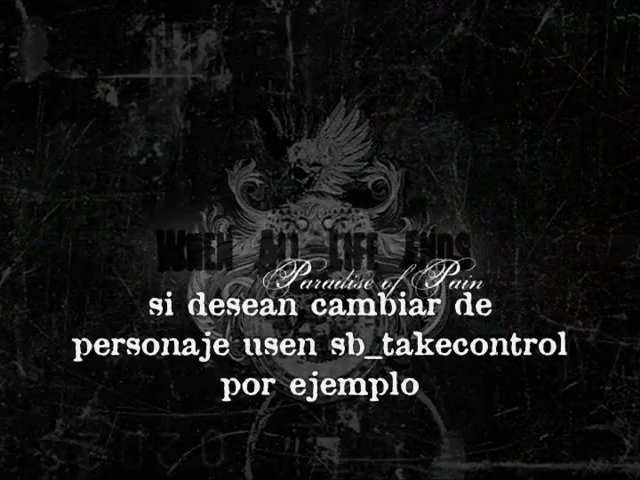 When All Life Ends
Paradise of Pain
si desean cambiar de
personaje usen sb_takecontrol
por ejemplo